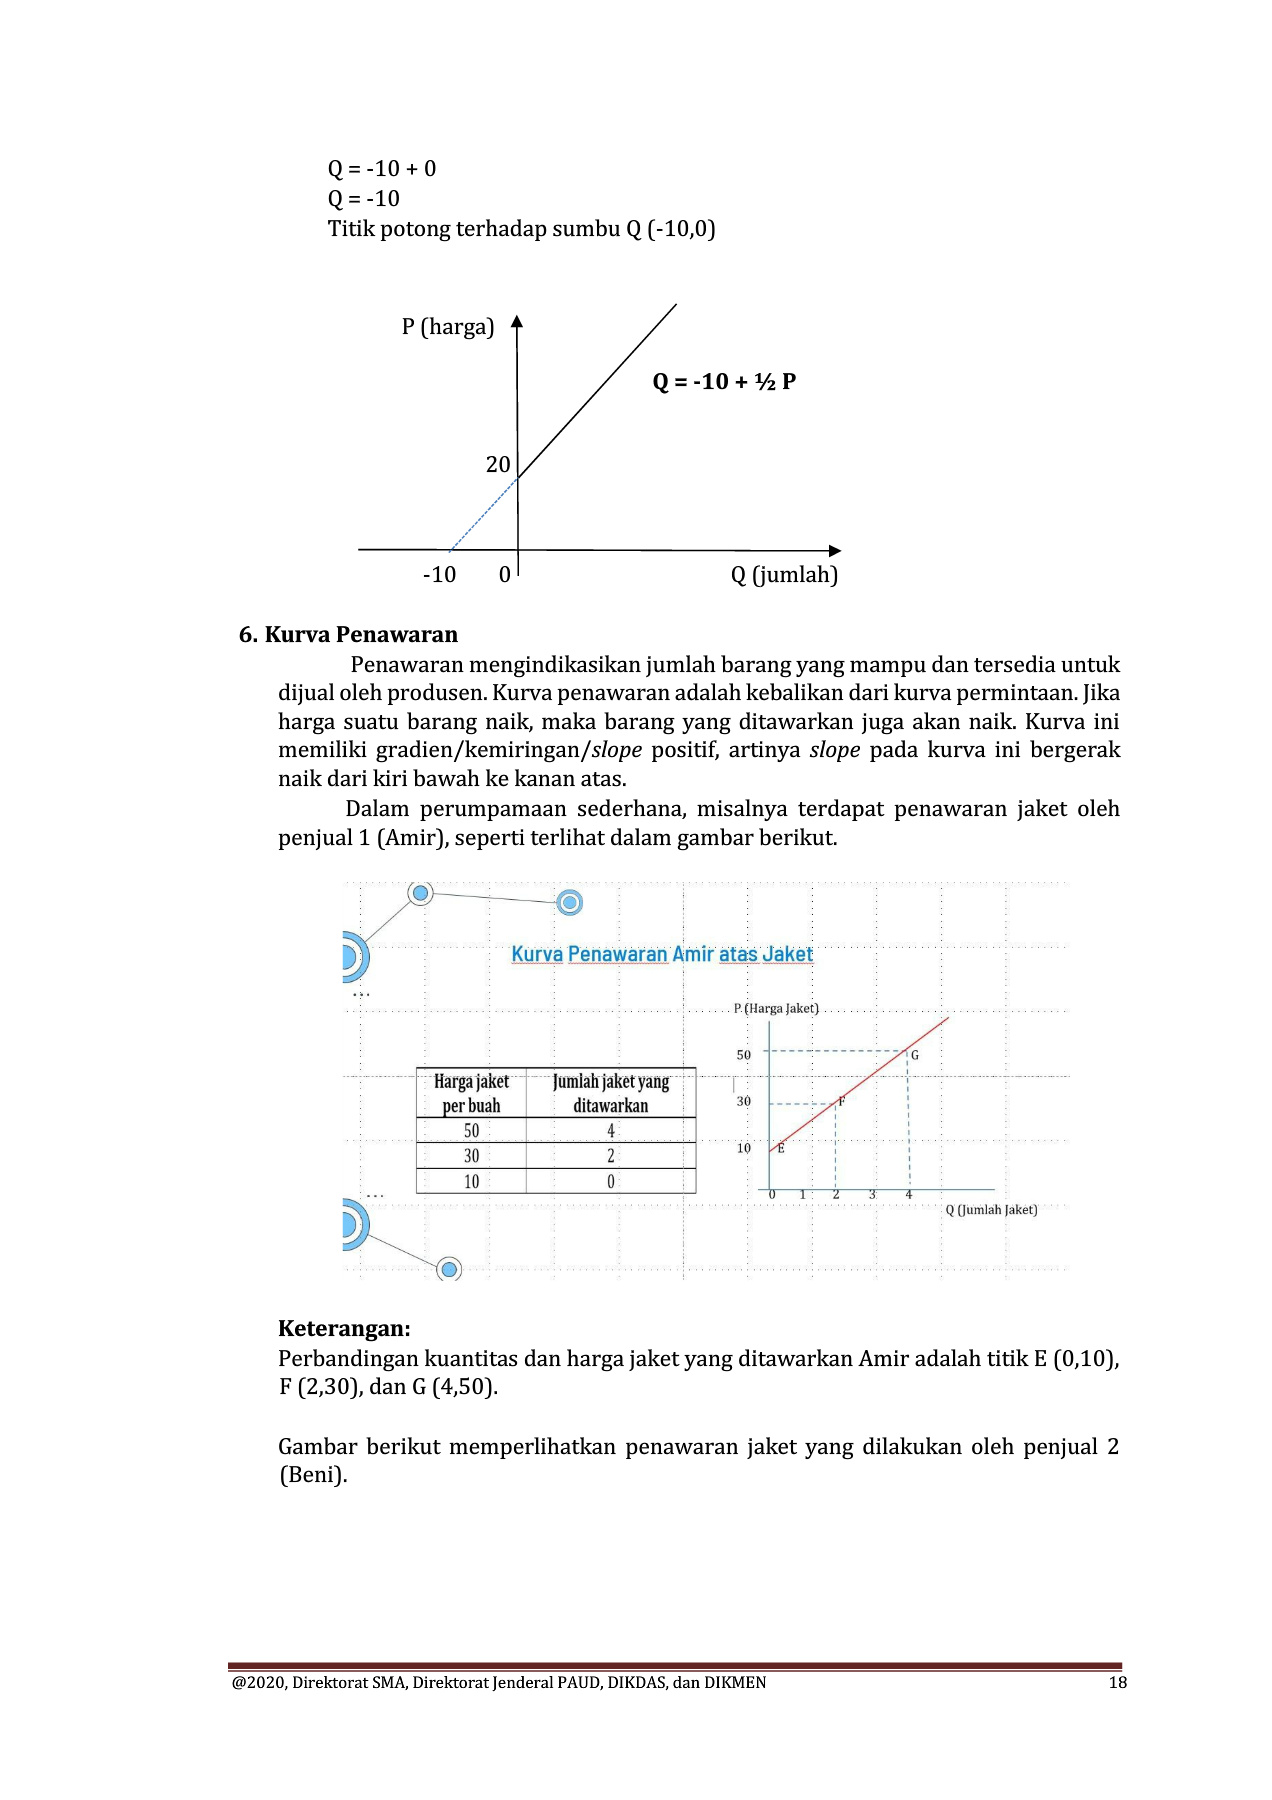 Q = -10 + 0
Q = -10
Titik potong terhadap sumbu Q (-10,0)
P (harga)
Q = -10 + ½ P
20
-10 0 Q (jumlah)
6. Kurva Penawaran
Penawaran mengindikasikan jumlah barang yang mampu dan tersedia untuk
dijual oleh produsen. Kurva penawaran adalah kebalikan dari kurva permintaan. Jika
harga suatu barang naik, maka barang yang ditawarkan juga akan naik. Kurva ini
memiliki gradien/kemiringan/slope positif, artinya slope pada kurva ini bergerak
naik dari kiri bawah ke kanan atas.
Dalam perumpamaan sederhana, misalnya terdapat penawaran jaket oleh
penjual 1 (Amir), seperti terlihat dalam gambar berikut.
Kurva Penawaran Amir atas Jaket
Harga jaket per buah Jumlah jaket yang ditawarkan
50 4
30 2
10 0
P (Harga Jaket)
50 G
30 F
10 E
0 1 2 3 4
Q (Jumlah Jaket)
Keterangan:
Perbandingan kuantitas dan harga jaket yang ditawarkan Amir adalah titik E (0,10),
F (2,30), dan G (4,50).
Gambar berikut memperlihatkan penawaran jaket yang dilakukan oleh penjual 2
(Beni).
@2020, Direktorat SMA, Direktorat Jenderal PAUD, DIKDAS, dan DIKMEN 18